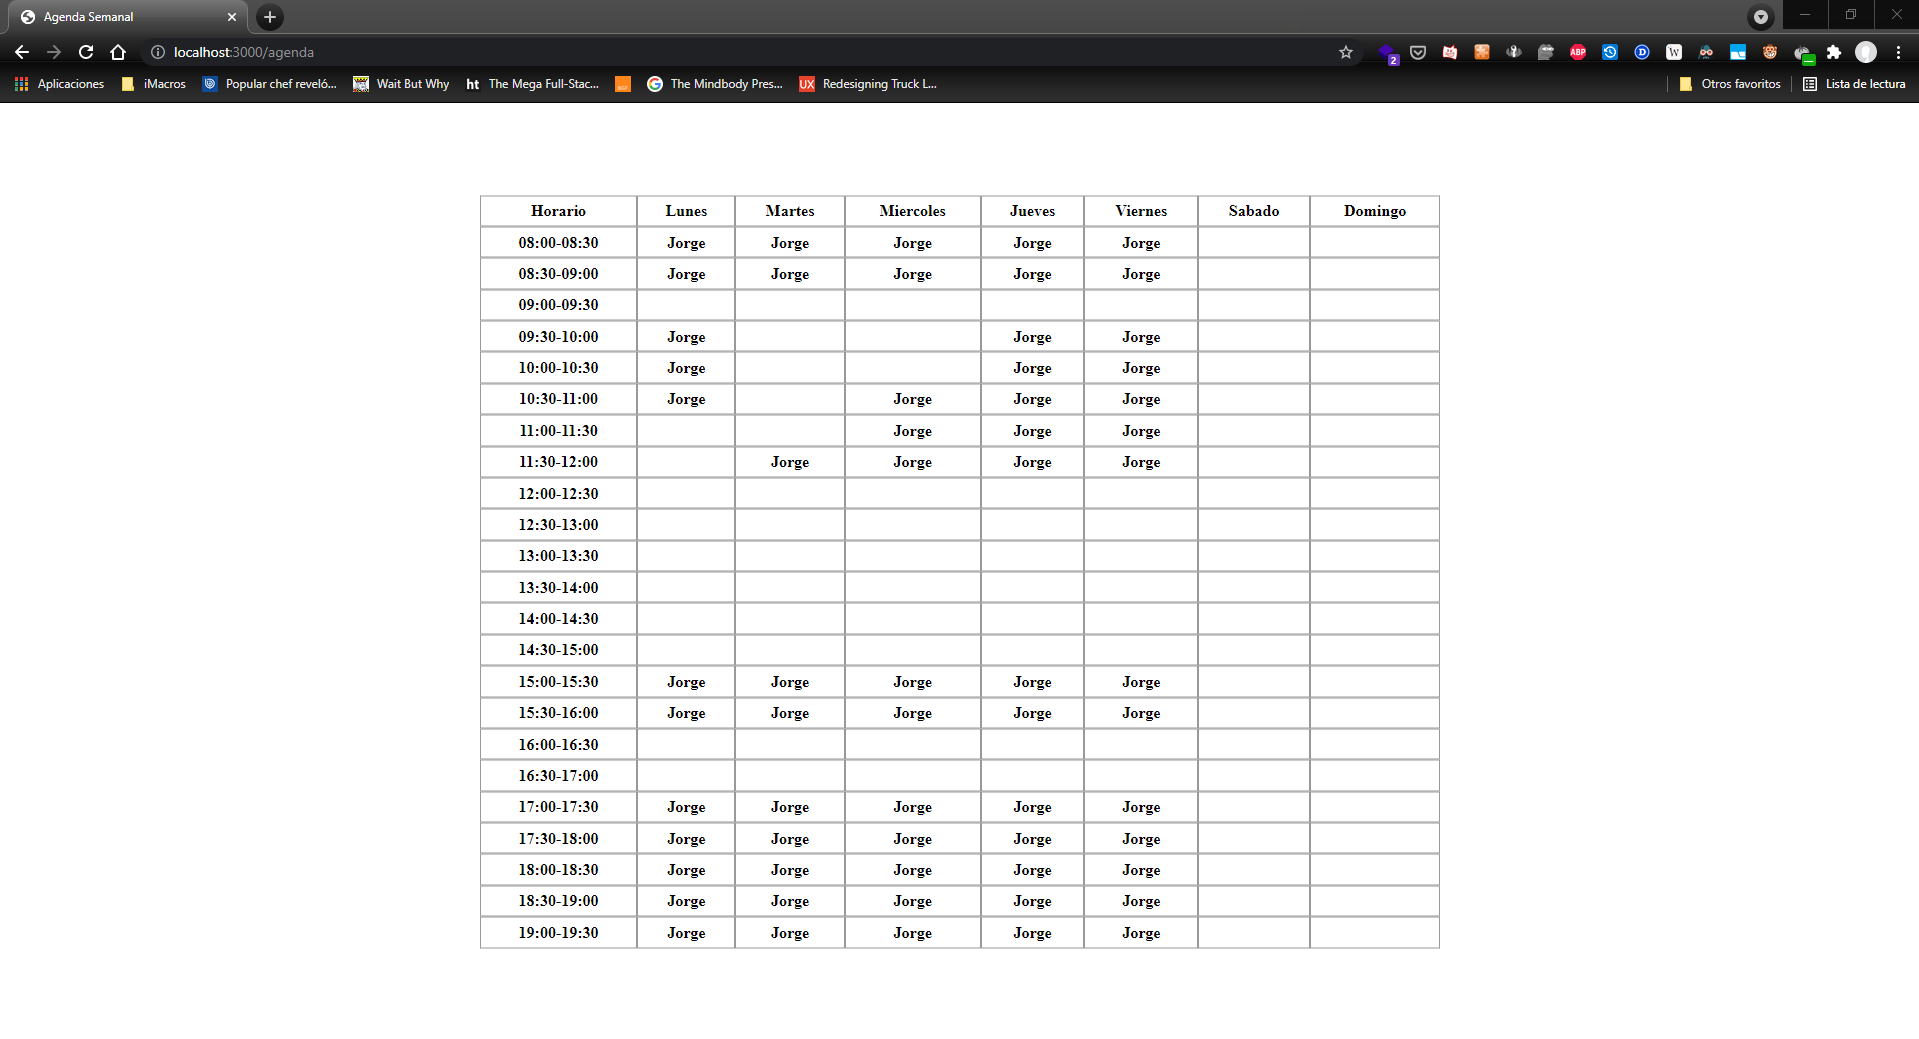 Agenda Semanal
localhost:3000/agenda
2 ABP D W
Aplicaciones iMacros Popular chef reveló... Wait But Why ht The Mega Full-Stac... The Mindbody Pres... UX Redesigning Truck L... Otros favoritos Lista de lectura
Horario Lunes Martes Miercoles Jueves Viernes Sabado Domingo
08:00-08:30 Jorge Jorge Jorge Jorge Jorge
08:30-09:00 Jorge Jorge Jorge Jorge Jorge
09:00-09:30
09:30-10:00 Jorge Jorge Jorge
10:00-10:30 Jorge Jorge Jorge
10:30-11:00 Jorge Jorge Jorge Jorge
11:00-11:30 Jorge Jorge Jorge
11:30-12:00 Jorge Jorge Jorge Jorge
12:00-12:30
12:30-13:00
13:00-13:30
13:30-14:00
14:00-14:30
14:30-15:00
15:00-15:30 Jorge Jorge Jorge Jorge Jorge
15:30-16:00 Jorge Jorge Jorge Jorge Jorge
16:00-16:30
16:30-17:00
17:00-17:30 Jorge Jorge Jorge Jorge Jorge
17:30-18:00 Jorge Jorge Jorge Jorge Jorge
18:00-18:30 Jorge Jorge Jorge Jorge Jorge
18:30-19:00 Jorge Jorge Jorge Jorge Jorge
19:00-19:30 Jorge Jorge Jorge Jorge Jorge